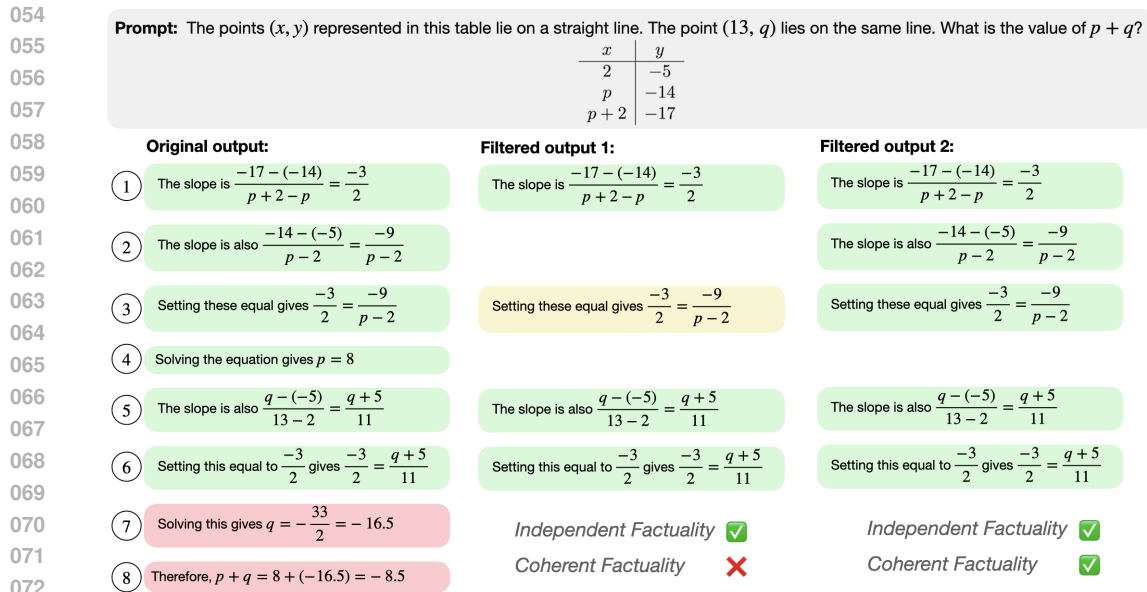 054
055
056
057
058
059
060
061
062
063
064
065
066
067
068
069
070
071
072
Prompt: The points (x, y) represented in this table lie on a straight line. The point (13, q) lies on the same line. What is the value of p + q?
x | y
2 | −5
p | −14
p + 2 | −17
Original output:
1 The slope is (−17 − (−14))/(p + 2 − p) = −3/2
2 The slope is also (−14 − (−5))/(p − 2) = −9/(p − 2)
3 Setting these equal gives −3/2 = −9/(p − 2)
4 Solving the equation gives p = 8
5 The slope is also (q − (−5))/(13 − 2) = (q + 5)/11
6 Setting this equal to −3/2 gives −3/2 = (q + 5)/11
7 Solving this gives q = −33/2 = −16.5
8 Therefore, p + q = 8 + (−16.5) = −8.5
Filtered output 1:
The slope is (−17 − (−14))/(p + 2 − p) = −3/2
Setting these equal gives −3/2 = −9/(p − 2)
The slope is also (q − (−5))/(13 − 2) = (q + 5)/11
Setting this equal to −3/2 gives −3/2 = (q + 5)/11
Independent Factuality ✅
Coherent Factuality ❌
Filtered output 2:
The slope is (−17 − (−14))/(p + 2 − p) = −3/2
The slope is also (−14 − (−5))/(p − 2) = −9/(p − 2)
Setting these equal gives −3/2 = −9/(p − 2)
The slope is also (q − (−5))/(13 − 2) = (q + 5)/11
Setting this equal to −3/2 gives −3/2 = (q + 5)/11
Independent Factuality ✅
Coherent Factuality ✅